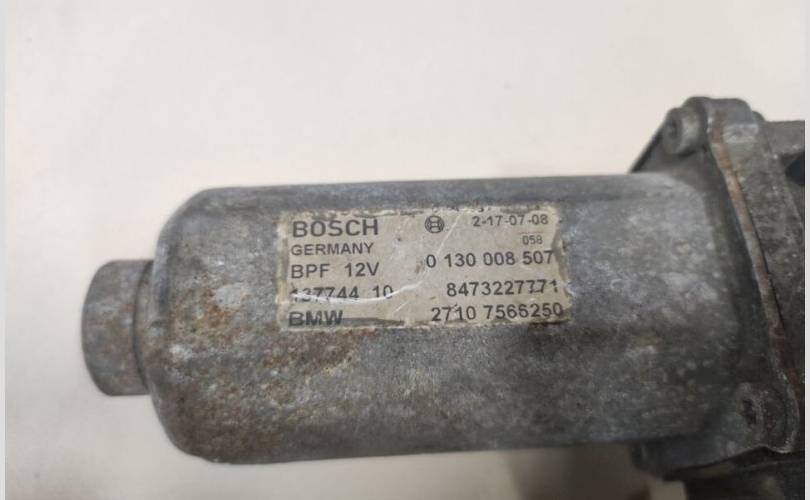 BOSCH 2-17-07-08
GERMANY 058
BPF 12V 0 130 008 507
137744 10 8473227771
BMW 2710 7566250